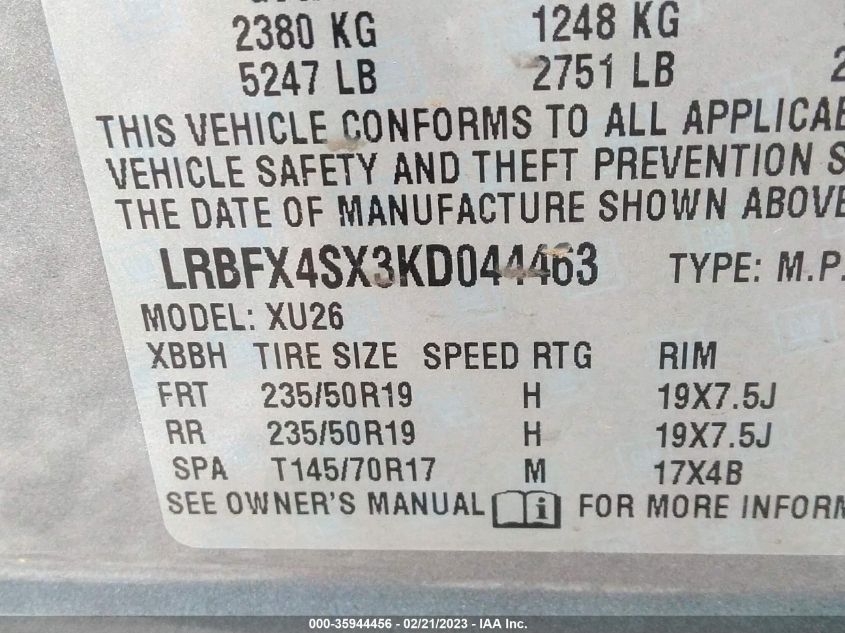 2380 KG 1248 KG
5247 LB 2751 LB
THIS VEHICLE CONFORMS TO ALL
VEHICLE SAFETY AND THEFT PREVENTION
THE DATE OF MANUFACTURE SHOWN ABOVE
LRBFX4SX3KD044463 TYPE: M.P.
MODEL: XU26
XBBH TIRE SIZE SPEED RTG RIM
FRT 235/50R19 H 19X7.5J
RR 235/50R19 H 19X7.5J
SPA T145/70R17 M 17X4B
SEE OWNER'S MANUAL i FOR MORE
000-35944456 - 02/21/2023 - IAA Inc.